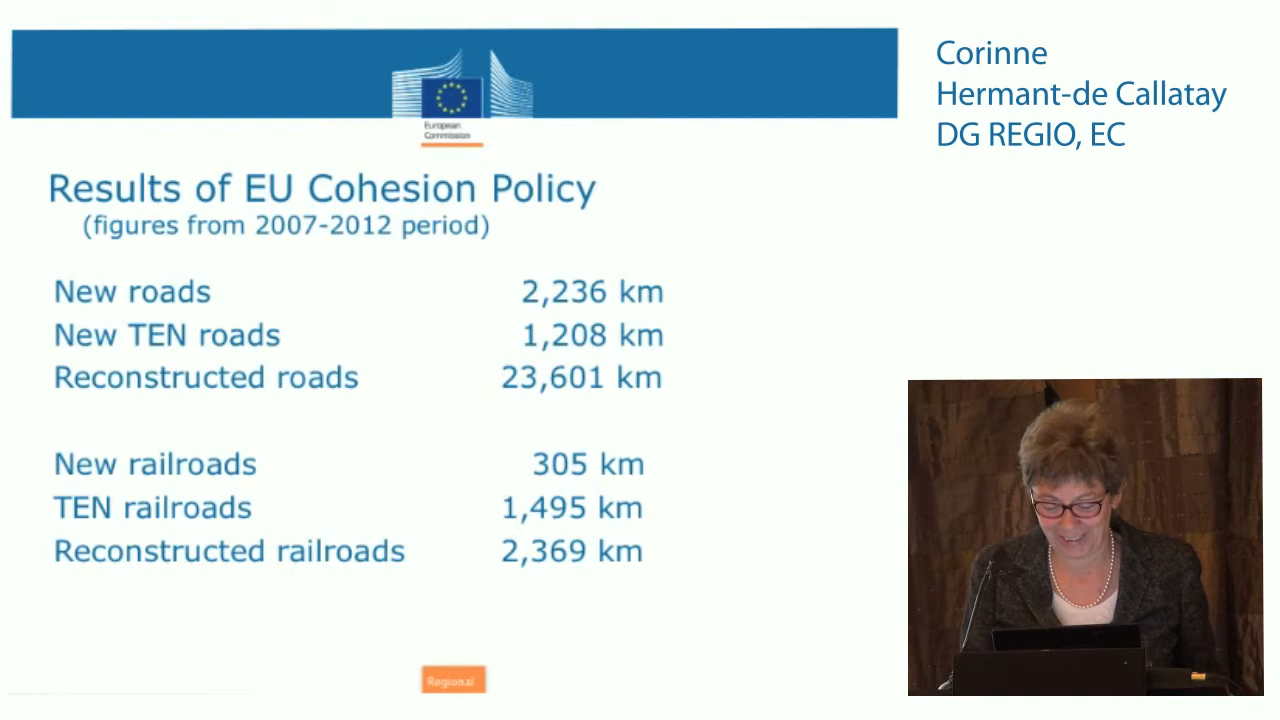 European
Commission
Corinne
Hermant-de Callatay
DG REGIO, EC
Results of EU Cohesion Policy
(figures from 2007-2012 period)
New roads 2,236 km
New TEN roads 1,208 km
Reconstructed roads 23,601 km
New railroads 305 km
TEN railroads 1,495 km
Reconstructed railroads 2,369 km
Regional